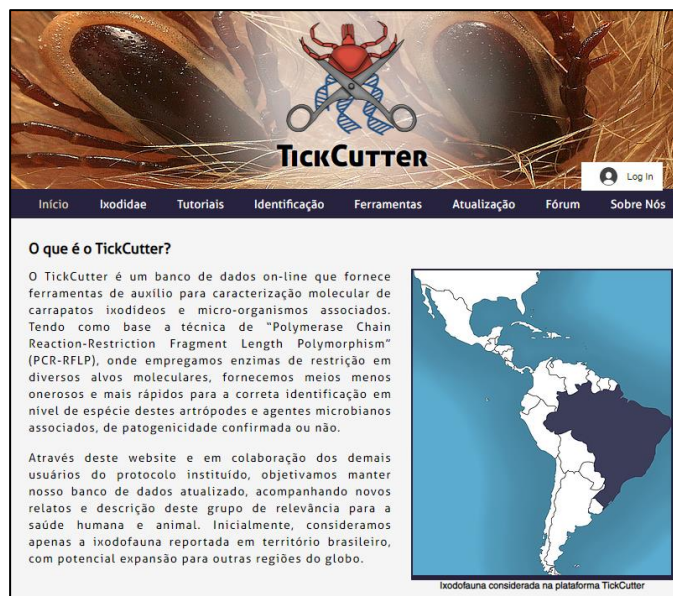 TICKCUTTER
Log In
Início Ixodidae Tutoriais Identificação Ferramentas Atualização Fórum Sobre Nós
O que é o TickCutter?
O TickCutter é um banco de dados on-line que fornece
ferramentas de auxílio para caracterização molecular de
carrapatos ixodídeos e micro-organismos associados.
Tendo como base a técnica de "Polymerase Chain
Reaction-Restriction Fragment Length Polymorphism"
(PCR-RFLP), onde empregamos enzimas de restrição em
diversos alvos moleculares, fornecemos meios menos
onerosos e mais rápidos para a correta identificação em
nível de espécie destes artrópodes e agentes microbianos
associados, de patogenicidade confirmada ou não.
Através deste website e em colaboração dos demais
usuários do protocolo instituído, objetivamos manter
nosso banco de dados atualizado, acompanhando novos
relatos e descrição deste grupo de relevância para a
saúde humana e animal. Inicialmente, consideramos
apenas a ixodofauna reportada em território brasileiro,
com potencial expansão para outras regiões do globo.
Ixodofauna considerada na plataforma TickCutter